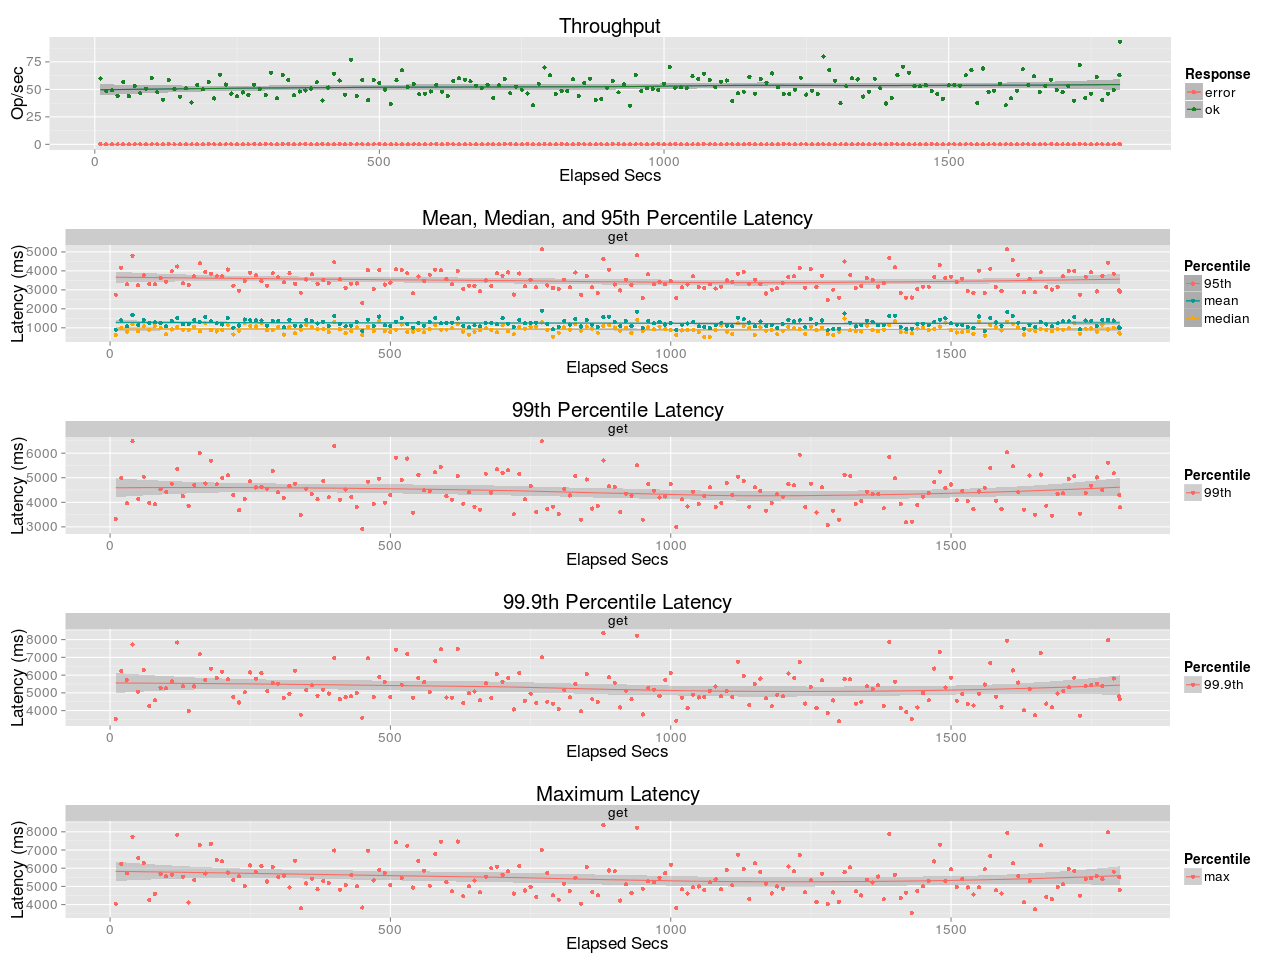 Throughput
Op/sec
75
50
25
0
0 500 1000 1500
Elapsed Secs
Response
error
ok
Mean, Median, and 95th Percentile Latency
get
Latency (ms)
5000
4000
3000
2000
1000
0 500 1000 1500
Elapsed Secs
Percentile
95th
mean
median
99th Percentile Latency
get
Latency (ms)
6000
5000
4000
3000
0 500 1000 1500
Elapsed Secs
Percentile
99th
99.9th Percentile Latency
get
Latency (ms)
8000
7000
6000
5000
4000
0 500 1000 1500
Elapsed Secs
Percentile
99.9th
Maximum Latency
get
Latency (ms)
8000
7000
6000
5000
4000
0 500 1000 1500
Elapsed Secs
Percentile
max